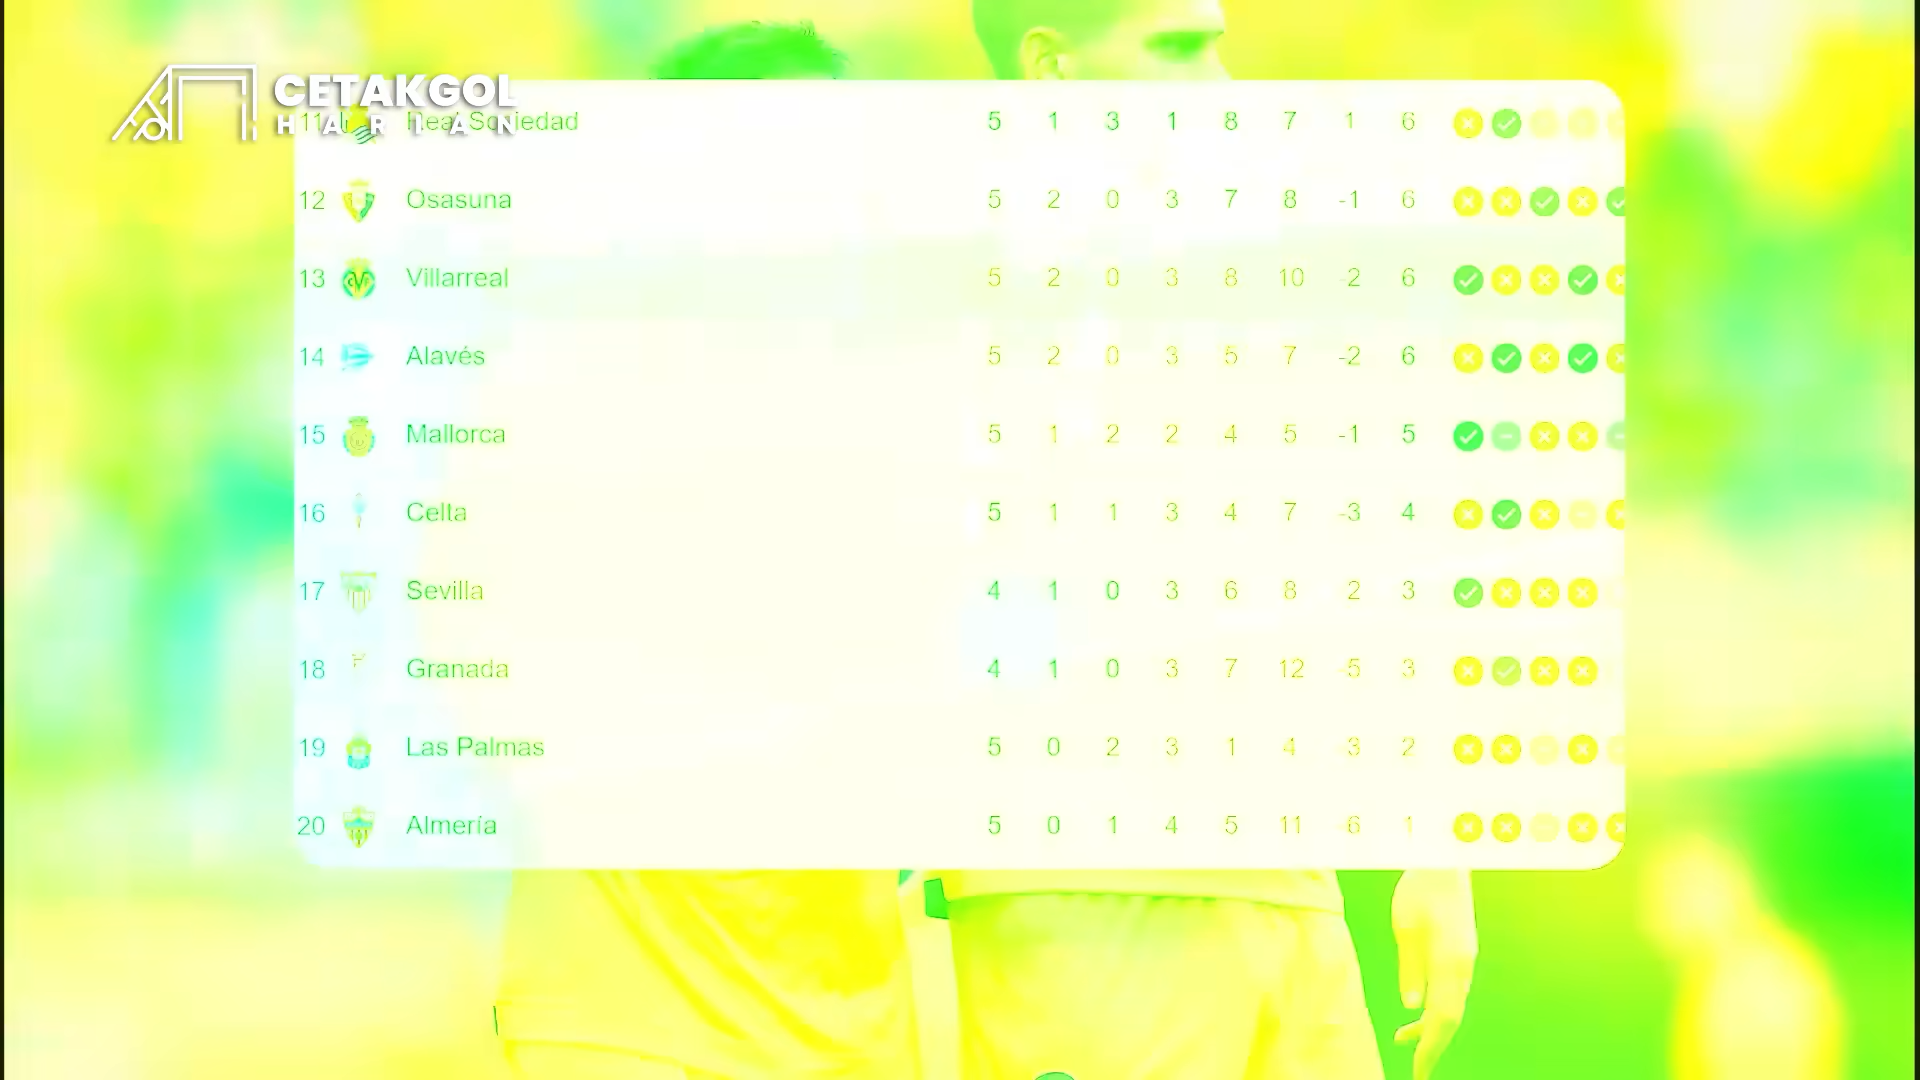 CETAKGOL
HARIAN
11 Real Sociedad 5 1 3 1 8 7 1 6
12 Osasuna 5 2 0 3 7 8 -1 6
13 Villarreal 5 2 0 3 8 10 -2 6
14 Alavés 5 2 0 3 5 7 -2 6
15 Mallorca 5 1 2 2 4 5 -1 5
16 Celta 5 1 1 3 4 7 -3 4
17 Sevilla 4 1 0 3 6 8 2 3
18 Granada 4 1 0 3 7 12 -5 3
19 Las Palmas 5 0 2 3 1 4 -3 2
20 Almería 5 0 1 4 5 11 -6 1